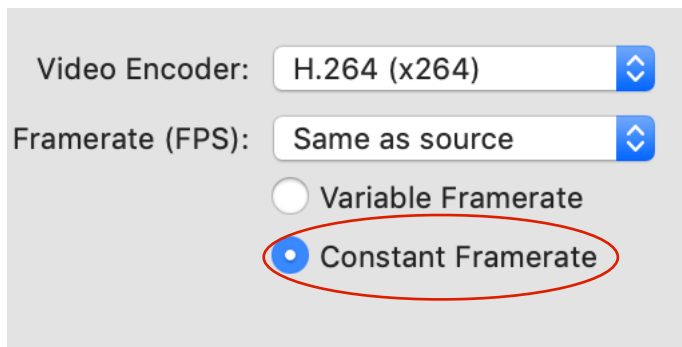 Video Encoder: H.264 (x264)
Framerate (FPS): Same as source
Variable Framerate
Constant Framerate